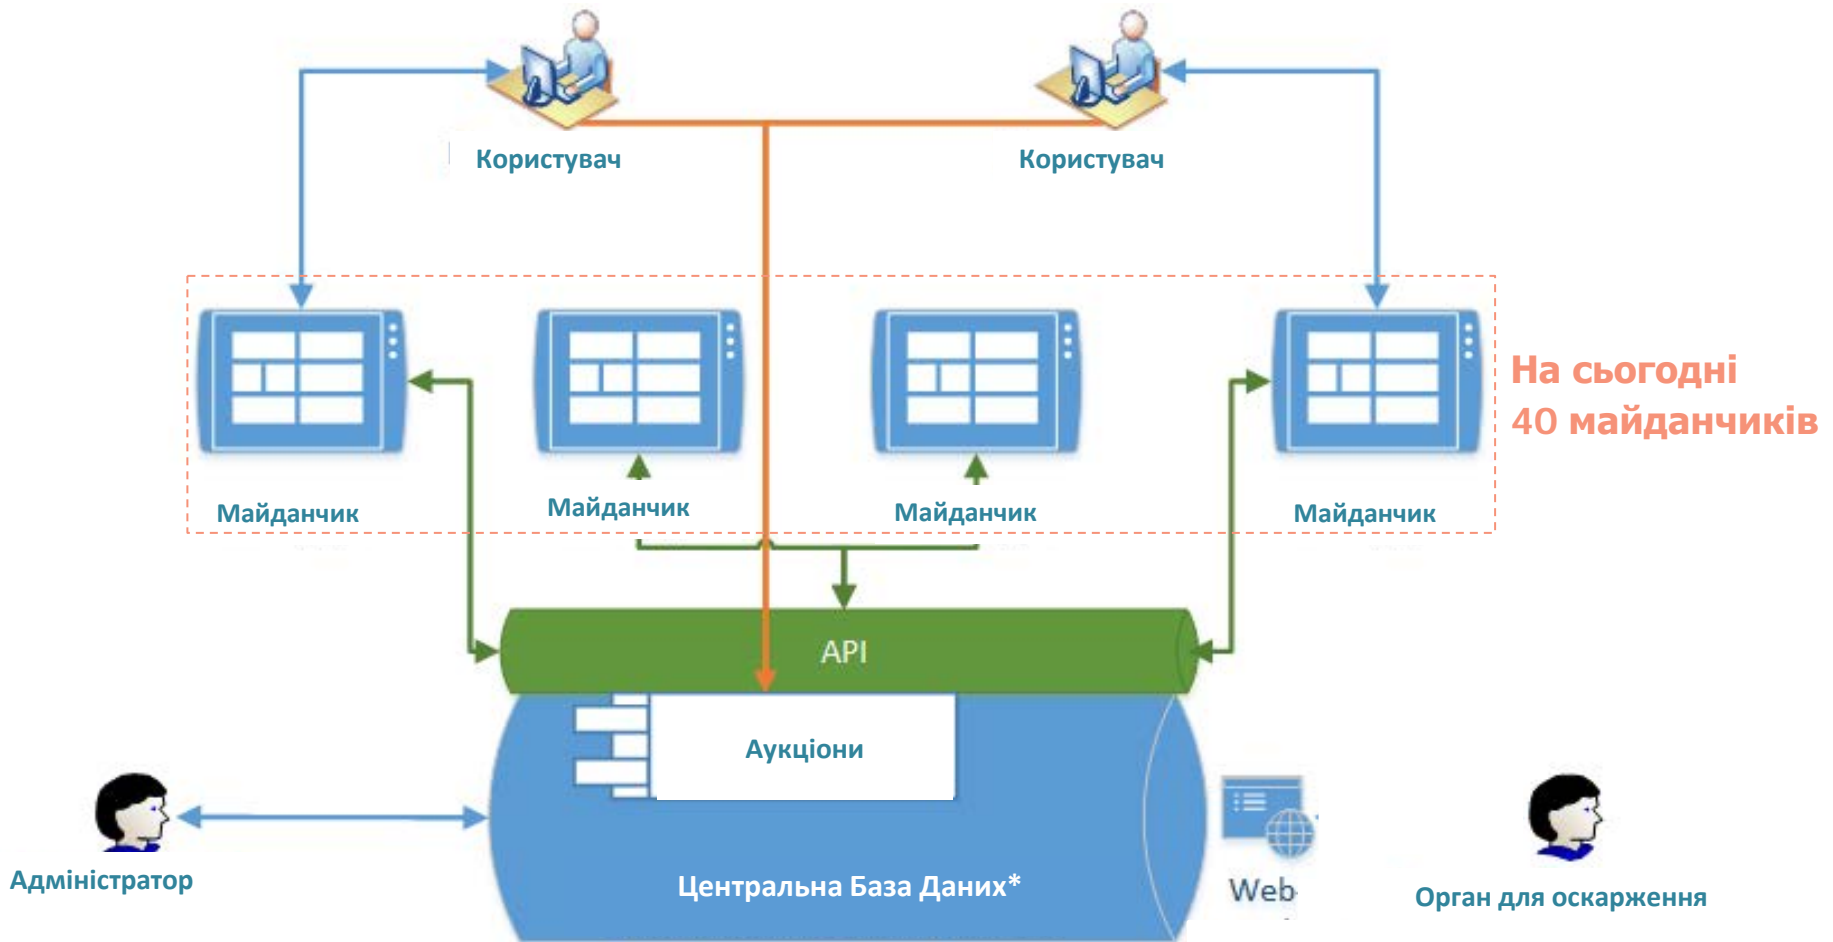 Користувач
Користувач
На сьогодні
40 майданчиків
Майданчик
Майданчик
Майданчик
Майданчик
API
Аукціони
Адміністратор
Центральна База Даних*
Web-
Орган для оскарження